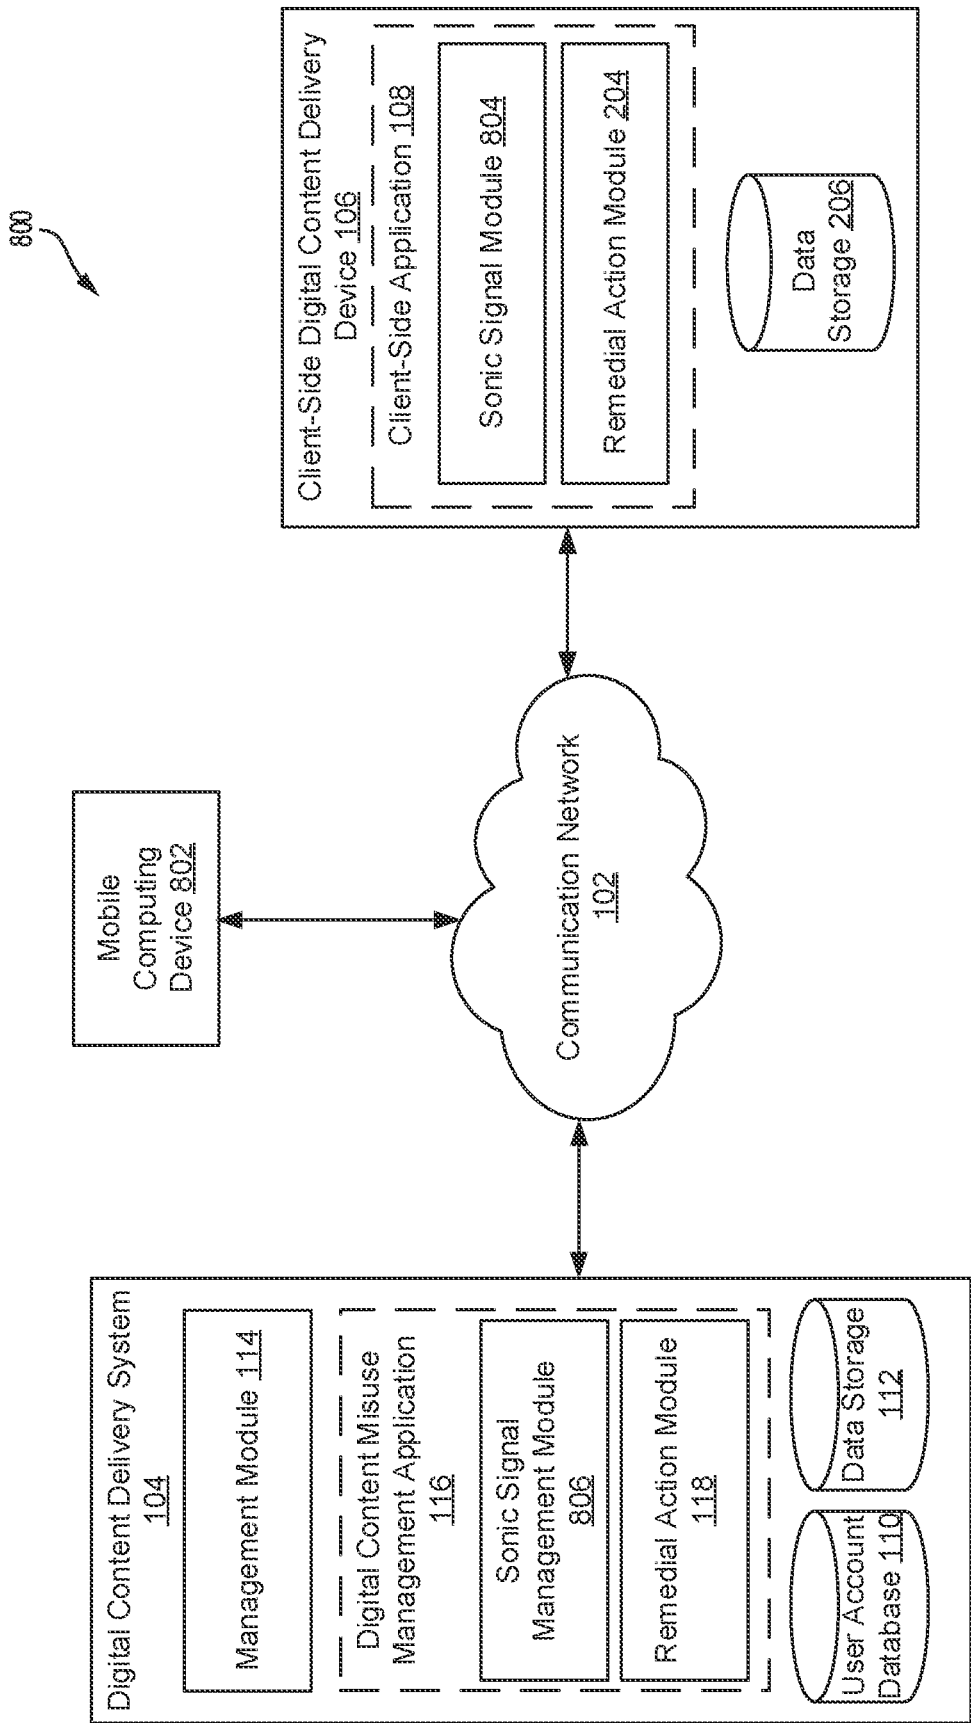 800
Digital Content Delivery System
104
Management Module 114
Digital Content Misuse
Management Application
116
Sonic Signal
Management Module
806
Remedial Action Module
118
User Account
Database 110
Data Storage
112
Mobile
Computing
Device 802
Communication Network
102
Client-Side Digital Content Delivery
Device 106
Client-Side Application 108
Sonic Signal Module 804
Remedial Action Module 204
Data
Storage 206